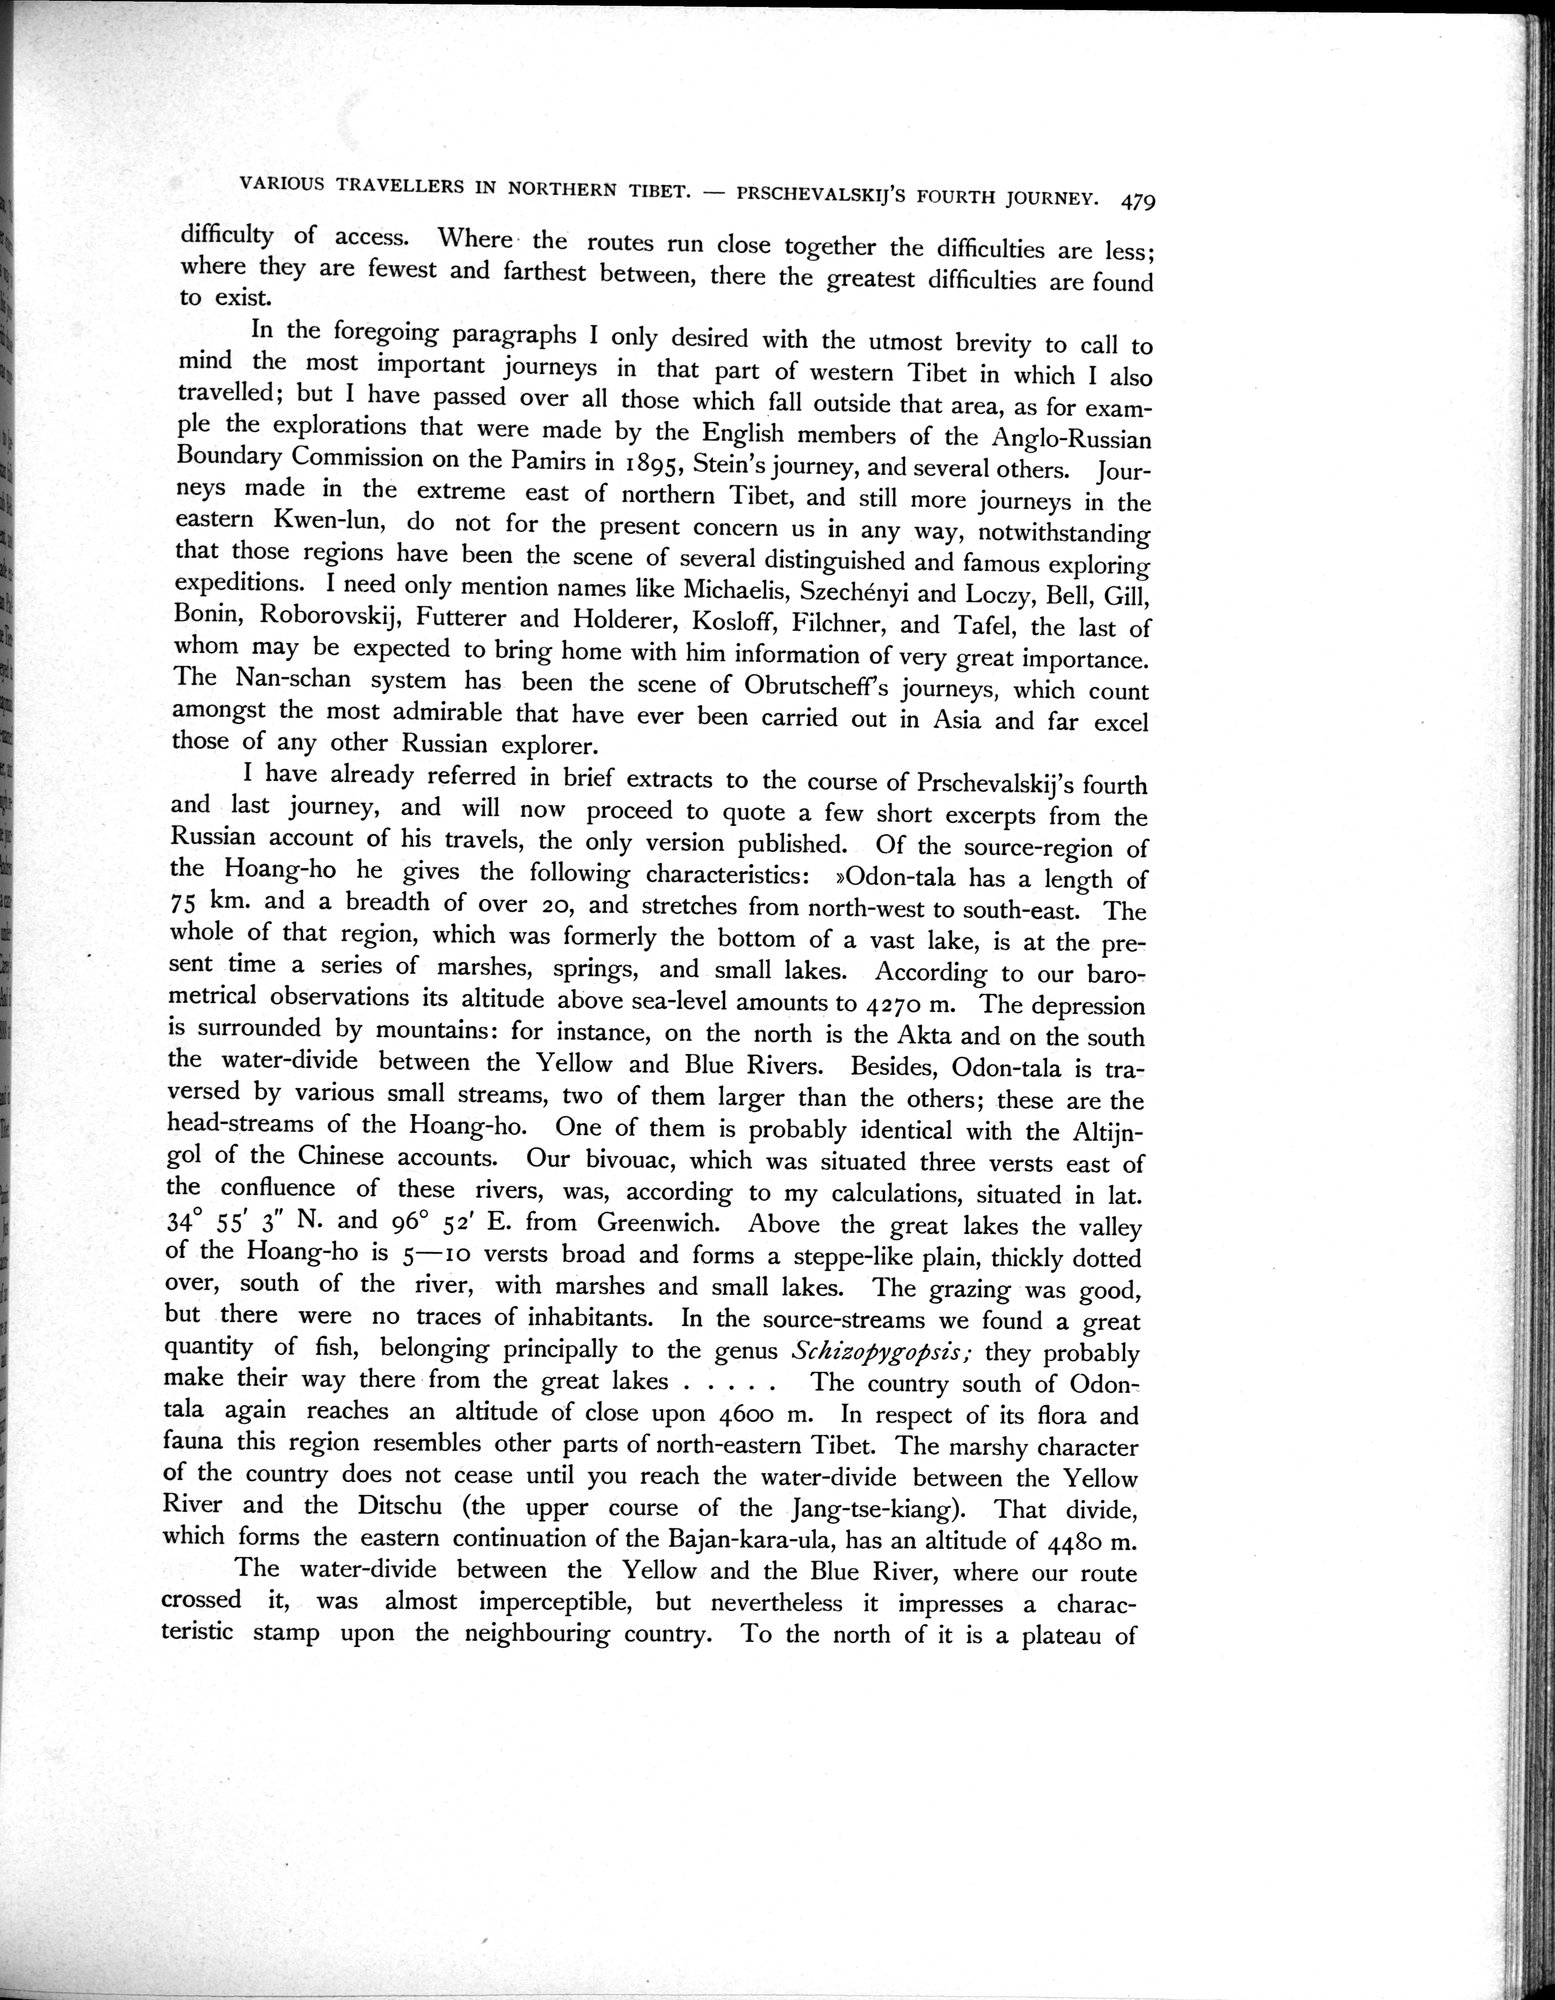 VARIOUS TRAVELLERS IN NORTHERN TIBET. — PRSCHEVALSKIJ'S FOURTH JOURNEY. 479
difficulty of access. Where the routes run close together the difficulties are less;
where they are fewest and farthest between, there the greatest difficulties are found
to exist.
In the foregoing paragraphs I only desired with the utmost brevity to call to
mind the most important journeys in that part of western Tibet in which I also
travelled; but I have passed over all those which fall outside that area, as for exam-
ple the explorations that were made by the English members of the Anglo-Russian
Boundary Commission on the Pamirs in 1895, Stein's journey, and several others. Jour-
neys made in the extreme east of northern Tibet, and still more journeys in the
eastern Kwen-lun, do not for the present concern us in any way, notwithstanding
that those regions have been the scene of several distinguished and famous exploring
expeditions. I need only mention names like Michaelis, Szechényi and Loczy, Bell, Gill,
Bonin, Roborovskij, Futterer and Holderer, Kosloff, Filchner, and Tafel, the last of
whom may be expected to bring home with him information of very great importance.
The Nan-schan system has been the scene of Obrutscheff's journeys, which count
amongst the most admirable that have ever been carried out in Asia and far excel
those of any other Russian explorer.
I have already referred in brief extracts to the course of Prschevalskij's fourth
and last journey, and will now proceed to quote a few short excerpts from the
Russian account of his travels, the only version published. Of the source-region of
the Hoang-ho he gives the following characteristics: »Odon-tala has a length of
75 km. and a breadth of over 20, and stretches from north-west to south-east. The
whole of that region, which was formerly the bottom of a vast lake, is at the pre-
sent time a series of marshes, springs, and small lakes. According to our baro-
metrical observations its altitude above sea-level amounts to 4270 m. The depression
is surrounded by mountains: for instance, on the north is the Akta and on the south
the water-divide between the Yellow and Blue Rivers. Besides, Odon-tala is tra-
versed by various small streams, two of them larger than the others; these are the
head-streams of the Hoang-ho. One of them is probably identical with the Altijn-
gol of the Chinese accounts. Our bivouac, which was situated three versts east of
the confluence of these rivers, was, according to my calculations, situated in lat.
34° 55′ 3″ N. and 96° 52′ E. from Greenwich. Above the great lakes the valley
of the Hoang-ho is 5—10 versts broad and forms a steppe-like plain, thickly dotted
over, south of the river, with marshes and small lakes. The grazing was good,
but there were no traces of inhabitants. In the source-streams we found a great
quantity of fish, belonging principally to the genus Schizopygopsis; they probably
make their way there from the great lakes . . . . . The country south of Odon-
tala again reaches an altitude of close upon 4600 m. In respect of its flora and
fauna this region resembles other parts of north-eastern Tibet. The marshy character
of the country does not cease until you reach the water-divide between the Yellow
River and the Ditschu (the upper course of the Jang-tse-kiang). That divide,
which forms the eastern continuation of the Bajan-kara-ula, has an altitude of 4480 m.
The water-divide between the Yellow and the Blue River, where our route
crossed it, was almost imperceptible, but nevertheless it impresses a charac-
teristic stamp upon the neighbouring country. To the north of it is a plateau of